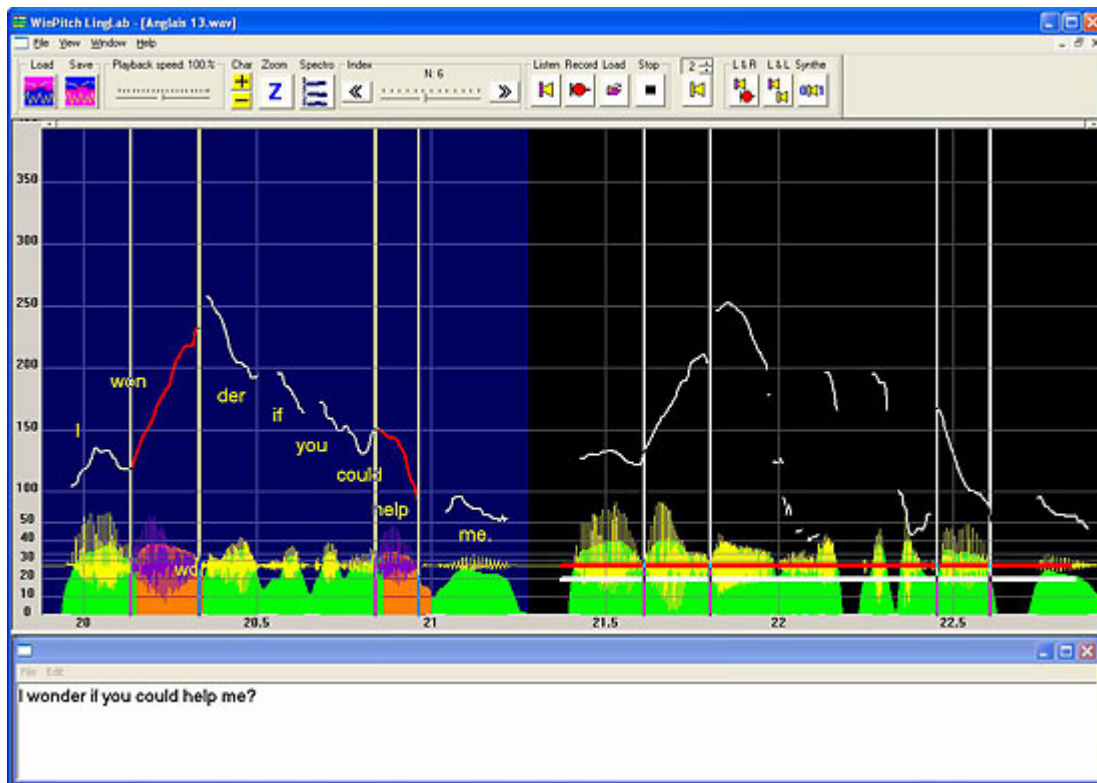 WinPitch LingLab - [Anglais 13.wav]
File View Window Help
Load Save Playback speed: 100.% Char Zoom Spectro Index N: 6 Listen Record Load Stop 2 L & R L & L Synthe
350
300
250
200
150
100
50
40
30
20
10
0
won
der
I
if
you
could
help
me.
wo
20 20.5 21 21.5 22 22.5
File Edit
I wonder if you could help me?